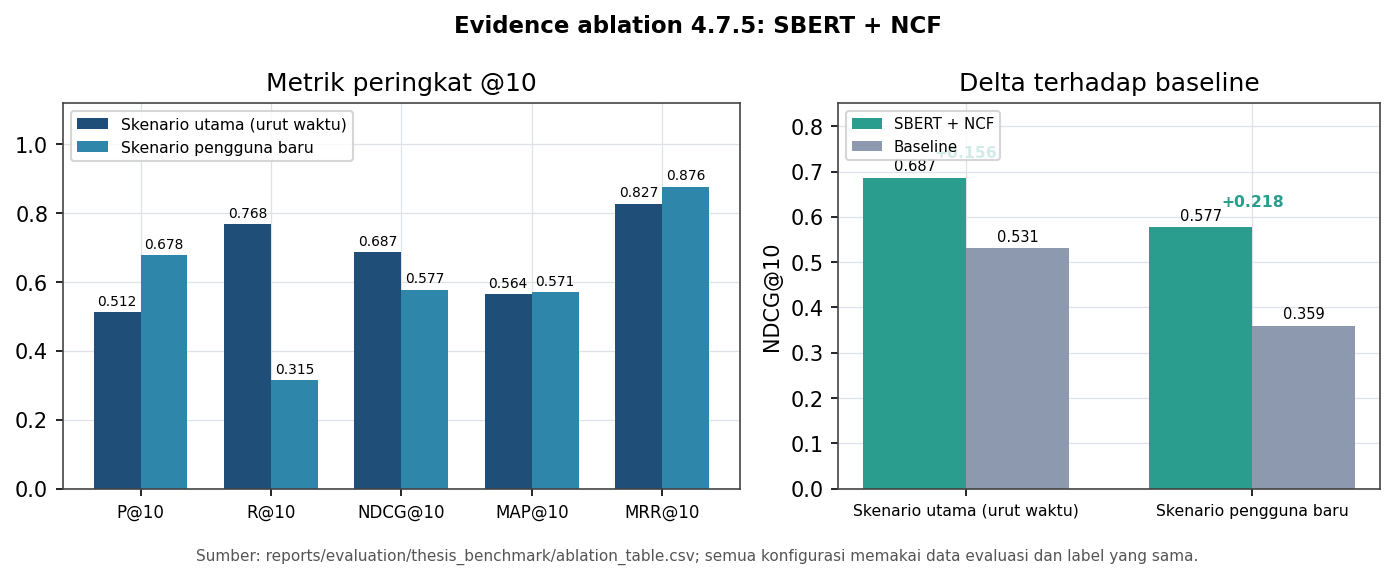 Evidence ablation 4.7.5: SBERT + NCF
Metrik peringkat @10
Skenario utama (urut waktu)
Skenario pengguna baru
1.0
0.8
0.6
0.4
0.2
0.0
0.512
0.678
0.768
0.315
0.687
0.577
0.564
0.571
0.827
0.876
P@10
R@10
NDCG@10
MAP@10
MRR@10
Delta terhadap baseline
SBERT + NCF
Baseline
+0.156
NDCG@10
0.8
0.7
0.6
0.5
0.4
0.3
0.2
0.1
0.0
0.687
0.531
+0.218
0.577
0.359
Skenario utama (urut waktu)
Skenario pengguna baru
Sumber: reports/evaluation/thesis_benchmark/ablation_table.csv; semua konfigurasi memakai data evaluasi dan label yang sama.